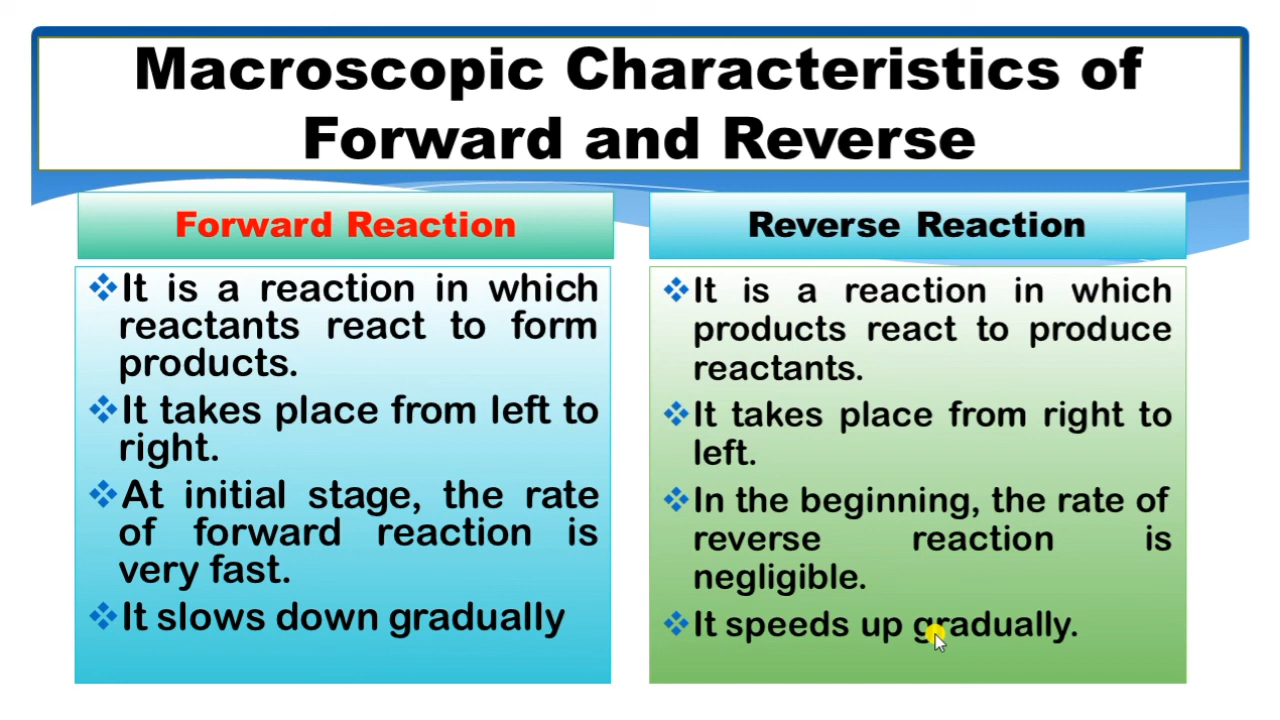 Macroscopic Characteristics of
Forward and Reverse
Forward Reaction
❖It is a reaction in which
reactants react to form
products.
❖It takes place from left to
right.
❖At initial stage, the rate
of forward reaction is
very fast.
❖It slows down gradually
Reverse Reaction
❖It is a reaction in which
products react to produce
reactants.
❖It takes place from right to
left.
❖In the beginning, the rate of
reverse reaction is
negligible.
❖It speeds up gradually.